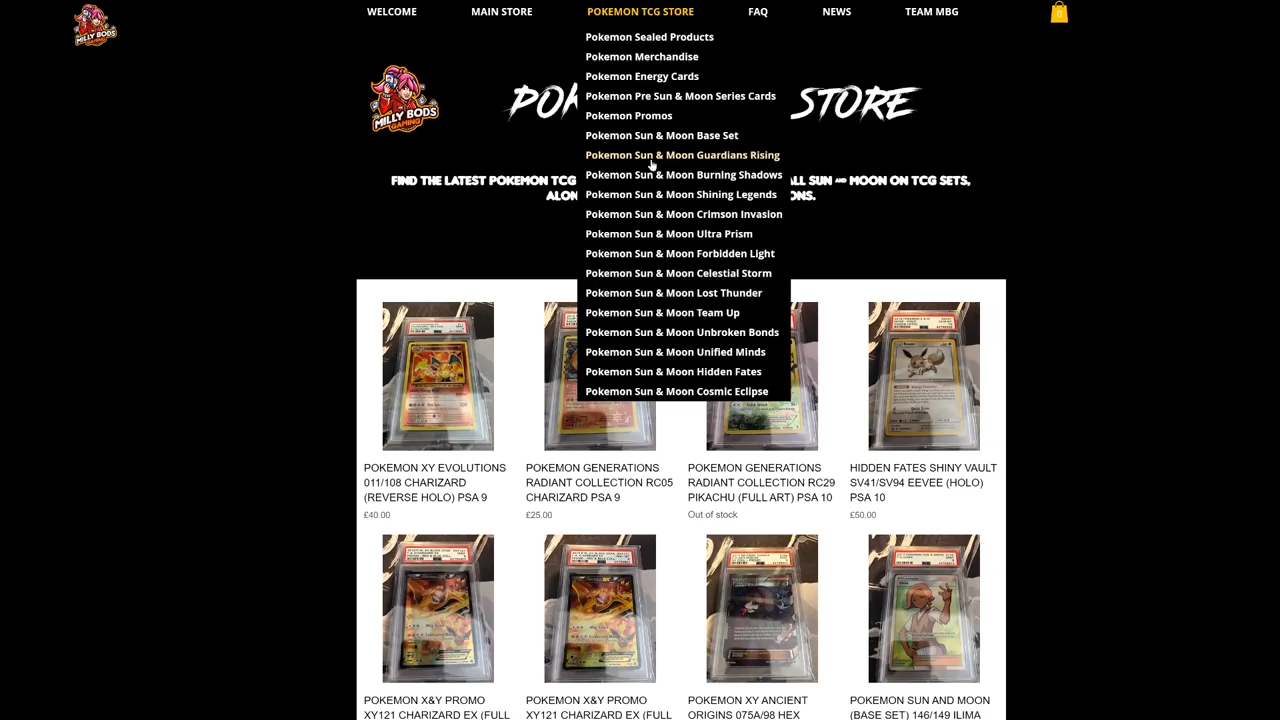 WELCOME MAIN STORE POKEMON TCG STORE FAQ NEWS TEAM MBG
0
MILLY BODS
GAMING
Pokemon Sealed Products
Pokemon Merchandise
Pokemon Energy Cards
Pokemon Pre Sun & Moon Series Cards
Pokemon Promos
Pokemon Sun & Moon Base Set
Pokemon Sun & Moon Guardians Rising
Pokemon Sun & Moon Burning Shadows
Pokemon Sun & Moon Shining Legends
Pokemon Sun & Moon Crimson Invasion
Pokemon Sun & Moon Ultra Prism
Pokemon Sun & Moon Forbidden Light
Pokemon Sun & Moon Celestial Storm
Pokemon Sun & Moon Lost Thunder
Pokemon Sun & Moon Team Up
Pokemon Sun & Moon Unbroken Bonds
Pokemon Sun & Moon Unified Minds
Pokemon Sun & Moon Hidden Fates
Pokemon Sun & Moon Cosmic Eclipse
MILLY BODS
GAMING
POK STORE
FIND THE LATEST POKEMON TCG ALL SUN AND MOON ON TCG SETS,
ALON ONS.
POKEMON XY EVOLUTIONS
011/108 CHARIZARD
(REVERSE HOLO) PSA 9
£40.00
POKEMON GENERATIONS
RADIANT COLLECTION RC05
CHARIZARD PSA 9
£25.00
POKEMON GENERATIONS
RADIANT COLLECTION RC29
PIKACHU (FULL ART) PSA 10
Out of stock
HIDDEN FATES SHINY VAULT
SV41/SV94 EEVEE (HOLO)
PSA 10
£50.00
POKEMON X&Y PROMO
XY121 CHARIZARD EX (FULL
POKEMON X&Y PROMO
XY121 CHARIZARD EX (FULL
POKEMON XY ANCIENT
ORIGINS 075A/98 HEX
POKEMON SUN AND MOON
(BASE SET) 146/149 ILIMA